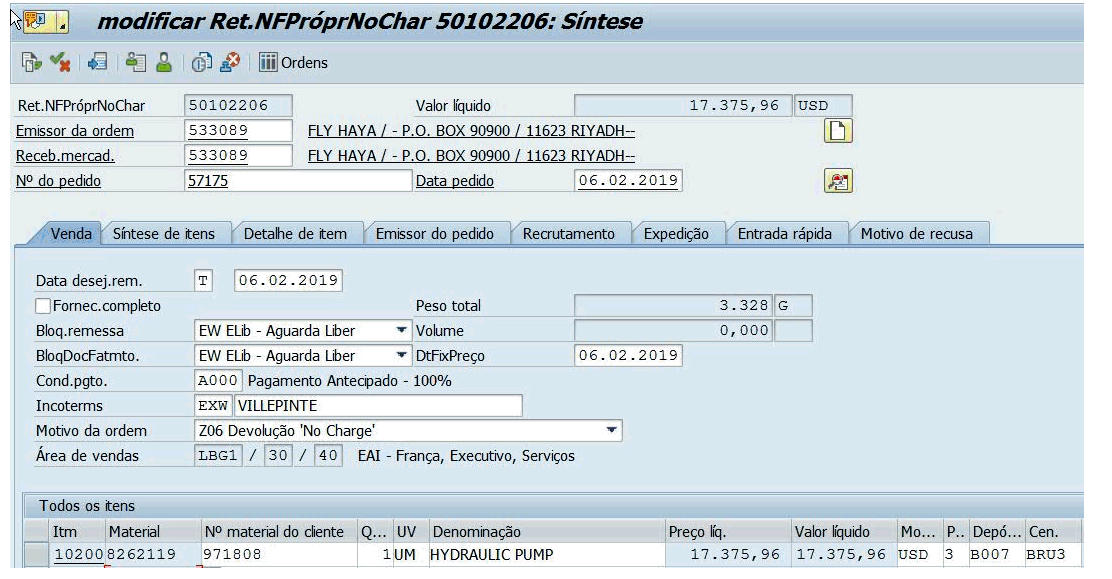 modificar Ret.NFPróprNoChar 50102206: Síntese
Ordens
Ret.NFPróprNoChar 50102206 Valor líquido 17.375,96 USD
Emissor da ordem 533089 FLY HAYA / - P.O. BOX 90900 / 11623 RIYADH--
Receb.mercad. 533089 FLY HAYA / - P.O. BOX 90900 / 11623 RIYADH--
Nº do pedido 57175 Data pedido 06.02.2019
Venda Síntese de itens Detalhe de item Emissor do pedido Recrutamento Expedição Entrada rápida Motivo de recusa
Data desej.rem. T 06.02.2019
Fornec.completo Peso total 3.328 G
Bloq.remessa EW ELib - Aguarda Liber Volume 0,000
BloqDocFatmto. EW ELib - Aguarda Liber DtFixPreço 06.02.2019
Cond.pgto. A000 Pagamento Antecipado - 100%
Incoterms EXW VILLEPINTE
Motivo da ordem Z06 Devolução 'No Charge'
Área de vendas LBG1 / 30 / 40 EAI - França, Executivo, Serviços
Todos os itens
Itm Material Nº material do cliente Q... UV Denominação Preço líq. Valor líquido Mo... P.. Depó... Cen.
10200 8262119 971808 1 UM HYDRAULIC PUMP 17.375,96 17.375,96 USD 3 B007 BRU3